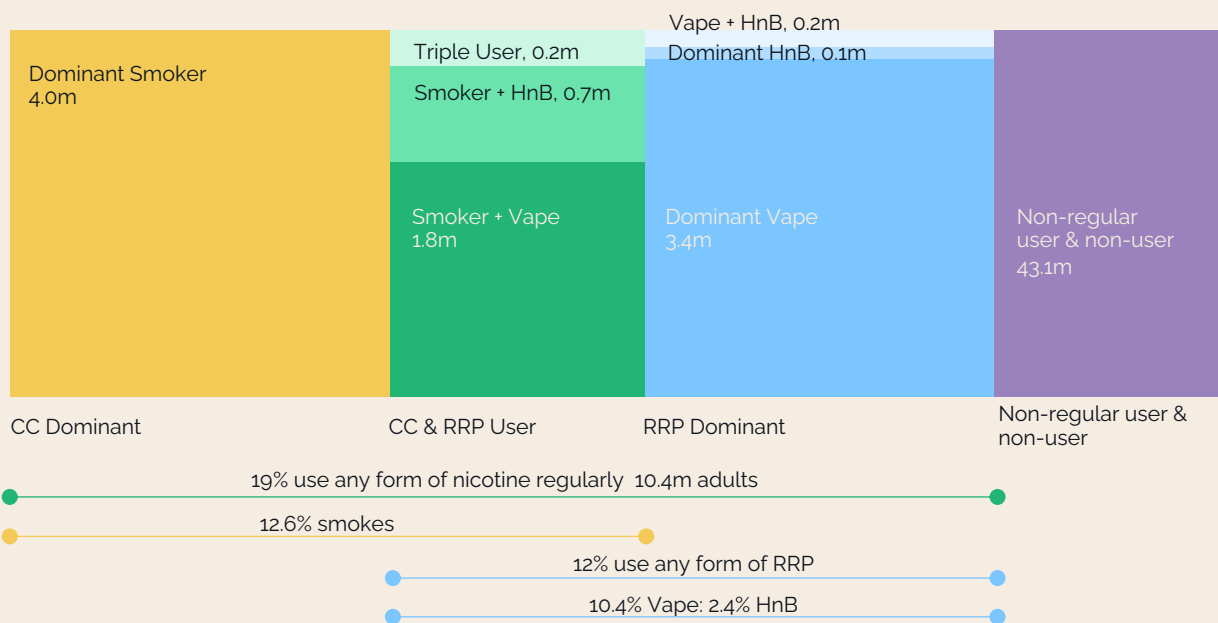 Vape + HnB, 0.2m
Dominant HnB, 0.1m
Triple User, 0.2m
Smoker + HnB, 0.7m
Dominant Smoker
4.0m
Smoker + Vape
1.8m
Dominant Vape
3.4m
Non-regular
user & non-user
43.1m
CC Dominant
CC & RRP User
RRP Dominant
Non-regular user &
non-user
19% use any form of nicotine regularly 10.4m adults
12.6% smokes
12% use any form of RRP
10.4% Vape: 2.4% HnB